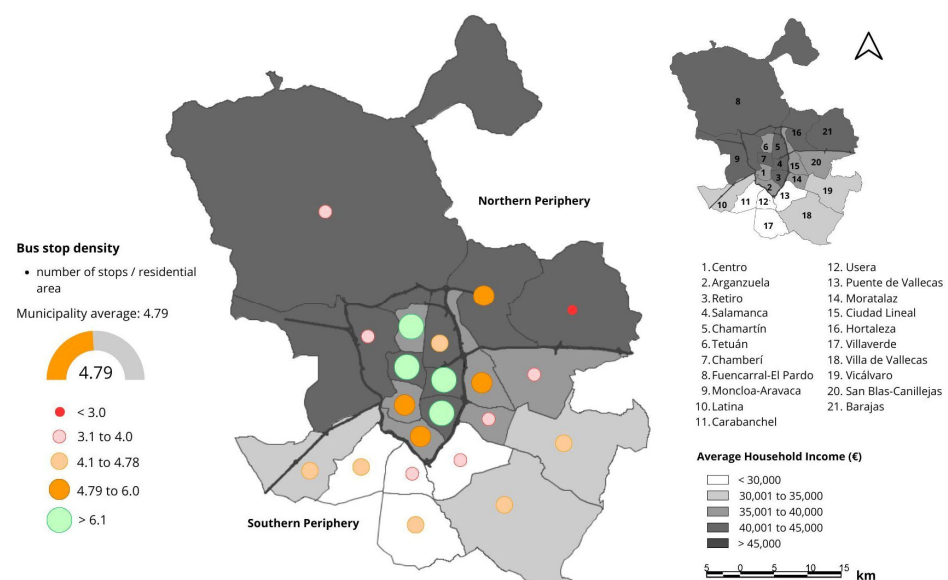 Northern Periphery
Southern Periphery
Bus stop density
• number of stops / residential
area
Municipality average: 4.79
4.79
< 3.0
3.1 to 4.0
4.1 to 4.78
4.79 to 6.0
> 6.1
8
16
21
6
5
9
7
4
15
20
1
3
14
2
13
19
10
11
12
18
17
1.Centro
2.Arganzuela
3.Retiro
4.Salamanca
5.Chamartín
6.Tetuán
7.Chamberí
8.Fuencarral-El Pardo
9.Moncloa-Aravaca
10.Latina
11.Carabanchel
12. Usera
13. Puente de Vallecas
14. Moratalaz
15. Ciudad Lineal
16. Hortaleza
17. Villaverde
18. Villa de Vallecas
19. Vicálvaro
20. San Blas-Canillejas
21. Barajas
Average Household Income (€)
< 30,000
30,001 to 35,000
35,001 to 40,000
40,001 to 45,000
> 45,000
5 0 5 10 15
km